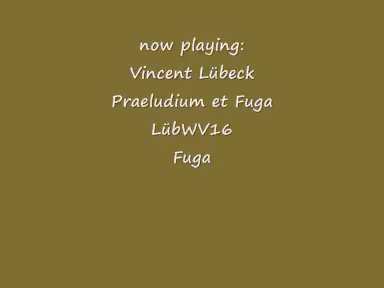 now playing:
Vincent Lübeck
Praeludium et Fuga
LübWV16
Fuga